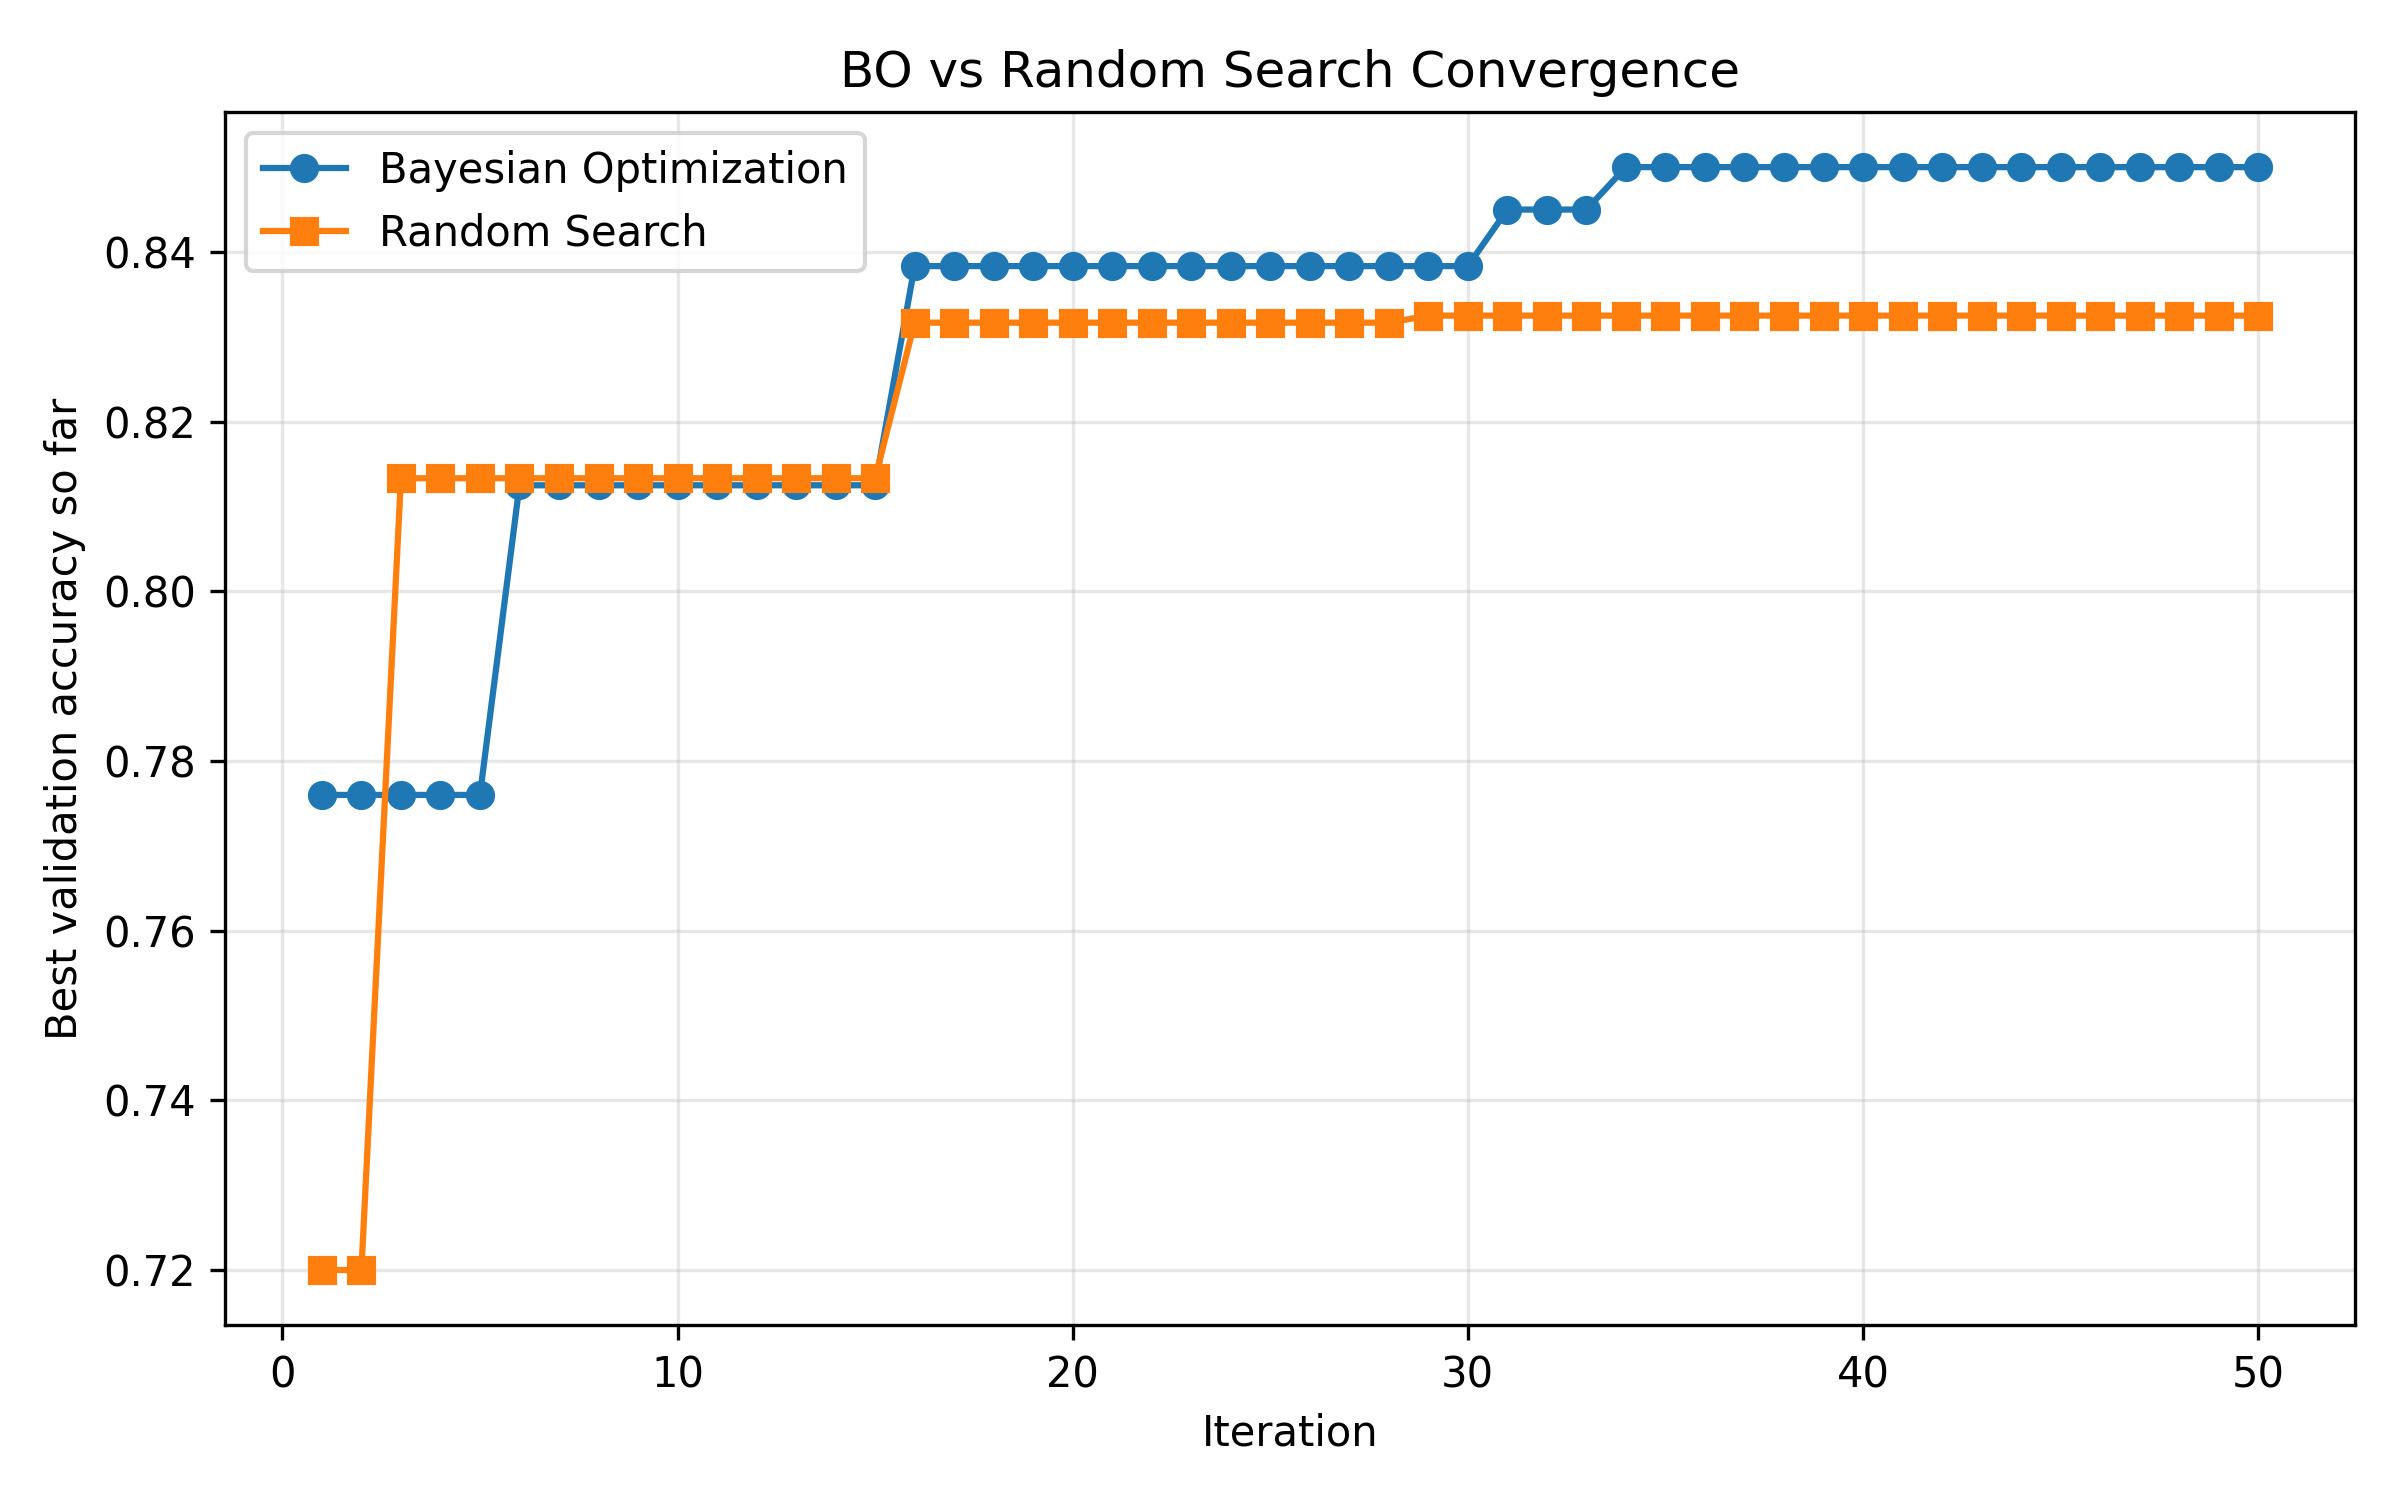 BO vs Random Search Convergence
Bayesian Optimization
Random Search
Best validation accuracy so far
0.84
0.82
0.80
0.78
0.76
0.74
0.72
0 10 20 30 40 50
Iteration